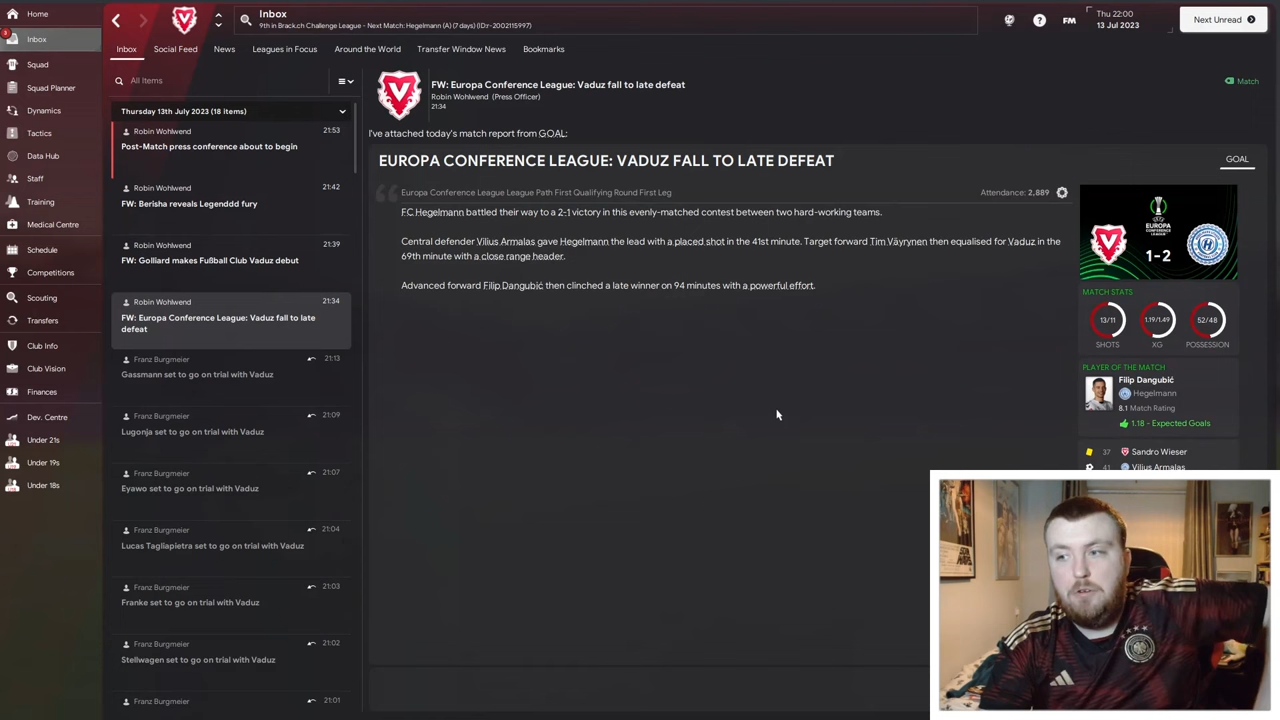 Home
3
Inbox
Squad
Squad Planner
Dynamics
Tactics
Data Hub
Staff
Training
Medical Centre
Schedule
Competitions
Scouting
Transfers
Club Info
Club Vision
Finances
Dev. Centre
Under 21s
Under 19s
Under 18s
Inbox
9th in Brack.ch Challenge League - Next Match: Hegelmann (A) (7 days) (ID:r-2002115997)
?
FM
Thu 22:00
13 Jul 2023
Next Unread
Inbox Social Feed News Leagues in Focus Around the World Transfer Window News Bookmarks
All Items
Thursday 13th July 2023 (18 items)
Robin Wohlwend 21:53
Post-Match press conference about to begin
Robin Wohlwend 21:42
FW: Berisha reveals Legenddd fury
Robin Wohlwend 21:39
FW: Golliard makes Fußball Club Vaduz debut
Robin Wohlwend 21:34
FW: Europa Conference League: Vaduz fall to late
defeat
Franz Burgmeier 21:13
Gassmann set to go on trial with Vaduz
Franz Burgmeier 21:09
Lugonja set to go on trial with Vaduz
Franz Burgmeier 21:07
Eyawo set to go on trial with Vaduz
Franz Burgmeier 21:04
Lucas Tagliapietra set to go on trial with Vaduz
Franz Burgmeier 21:03
Franke set to go on trial with Vaduz
Franz Burgmeier 21:02
Stellwagen set to go on trial with Vaduz
Franz Burgmeier 21:01
FW: Europa Conference League: Vaduz fall to late defeat
Robin Wohlwend (Press Officer)
21:34
Match
I've attached today's match report from GOAL:
EUROPA CONFERENCE LEAGUE: VADUZ FALL TO LATE DEFEAT
GOAL
Europa Conference League League Path First Qualifying Round First Leg
Attendance: 2,889
FC Hegelmann battled their way to a 2-1 victory in this evenly-matched contest between two hard-working teams.
Central defender Vilius Armalas gave Hegelmann the lead with a placed shot in the 41st minute. Target forward Tim Väyrynen then equalised for Vaduz in the
69th minute with a close range header.
Advanced forward Filip Dangubić then clinched a late winner on 94 minutes with a powerful effort.
EUROPA
CONFERENCE
LEAGUE
1-2
MATCH STATS
13/11 1.19/1.49 52/48
SHOTS XG POSSESSION
PLAYER OF THE MATCH
Filip Dangubić
Hegelmann
8.1 Match Rating
1.18 - Expected Goals
37 Sandro Wieser
41 Vilius Armalas